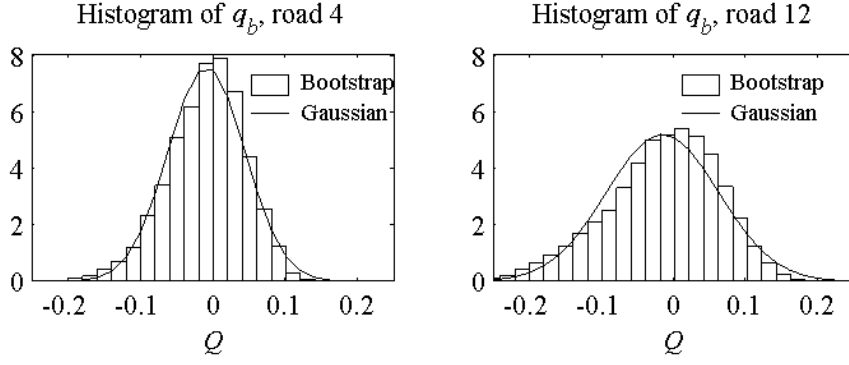 Histogram of q_b, road 4
8
6
4
2
0
-0.2 -0.1 0 0.1 0.2
Q
Bootstrap
Gaussian
Histogram of q_b, road 12
8
6
4
2
0
-0.2 -0.1 0 0.1 0.2
Q
Bootstrap
Gaussian